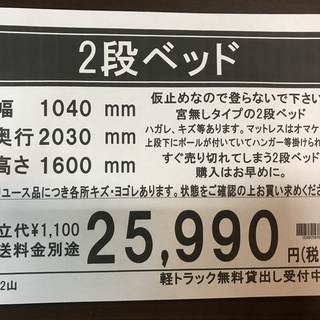 2段ベッド
幅 1040 mm
奥行 2030 mm
高さ 1600 mm
仮止めなので登らないで下さい
宮無しタイプの2段ベッド
ハガレ、キズ等あります。マットレスはオマケ
上段下にポールが付いていてハンガー等掛けられ
すぐ売り切れてしまう2段ベッド
購入はお早めに。
ユース品につき各所キズ・ヨゴレあります。状態をご確認の上お買い求めくださ
立代¥1,100
送料金別途
25,990 円(税
2山
軽トラック無料貸出し受付中